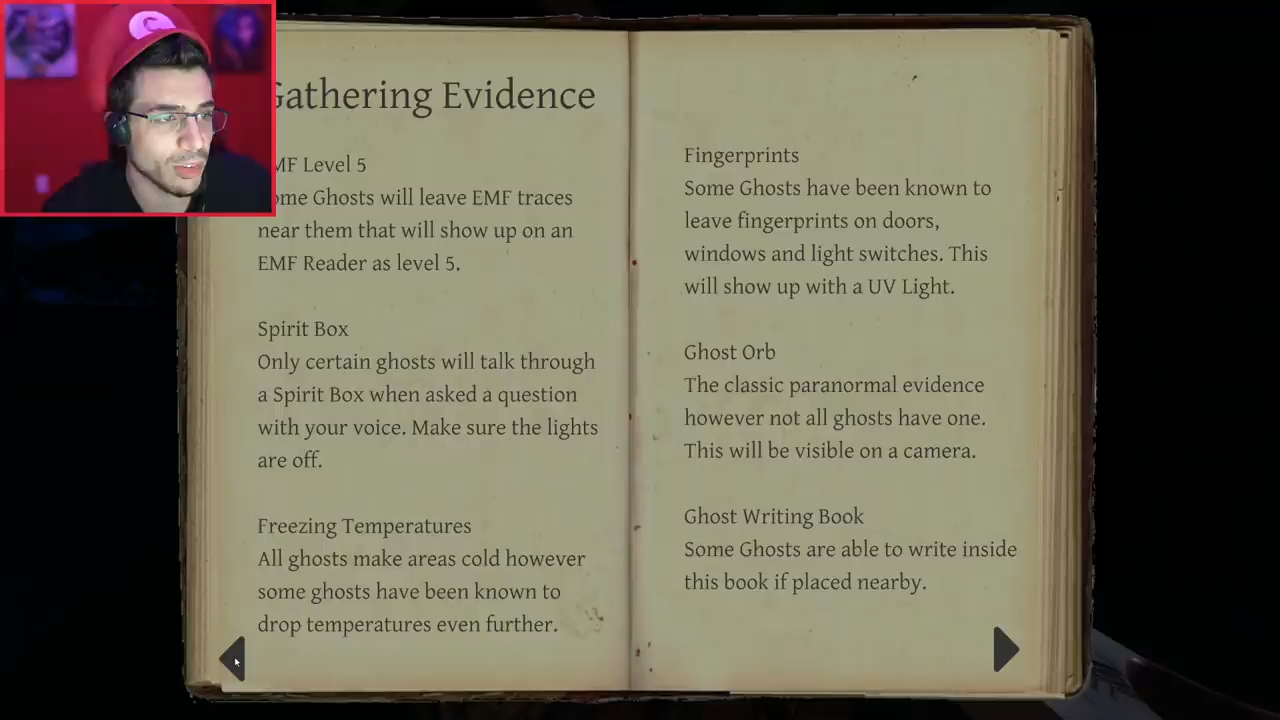 Gathering Evidence
EMF Level 5
Some Ghosts will leave EMF traces
near them that will show up on an
EMF Reader as level 5.
Spirit Box
Only certain ghosts will talk through
a Spirit Box when asked a question
with your voice. Make sure the lights
are off.
Freezing Temperatures
All ghosts make areas cold however
some ghosts have been known to
drop temperatures even further.
Fingerprints
Some Ghosts have been known to
leave fingerprints on doors,
windows and light switches. This
will show up with a UV Light.
Ghost Orb
The classic paranormal evidence
however not all ghosts have one.
This will be visible on a camera.
Ghost Writing Book
Some Ghosts are able to write inside
this book if placed nearby.